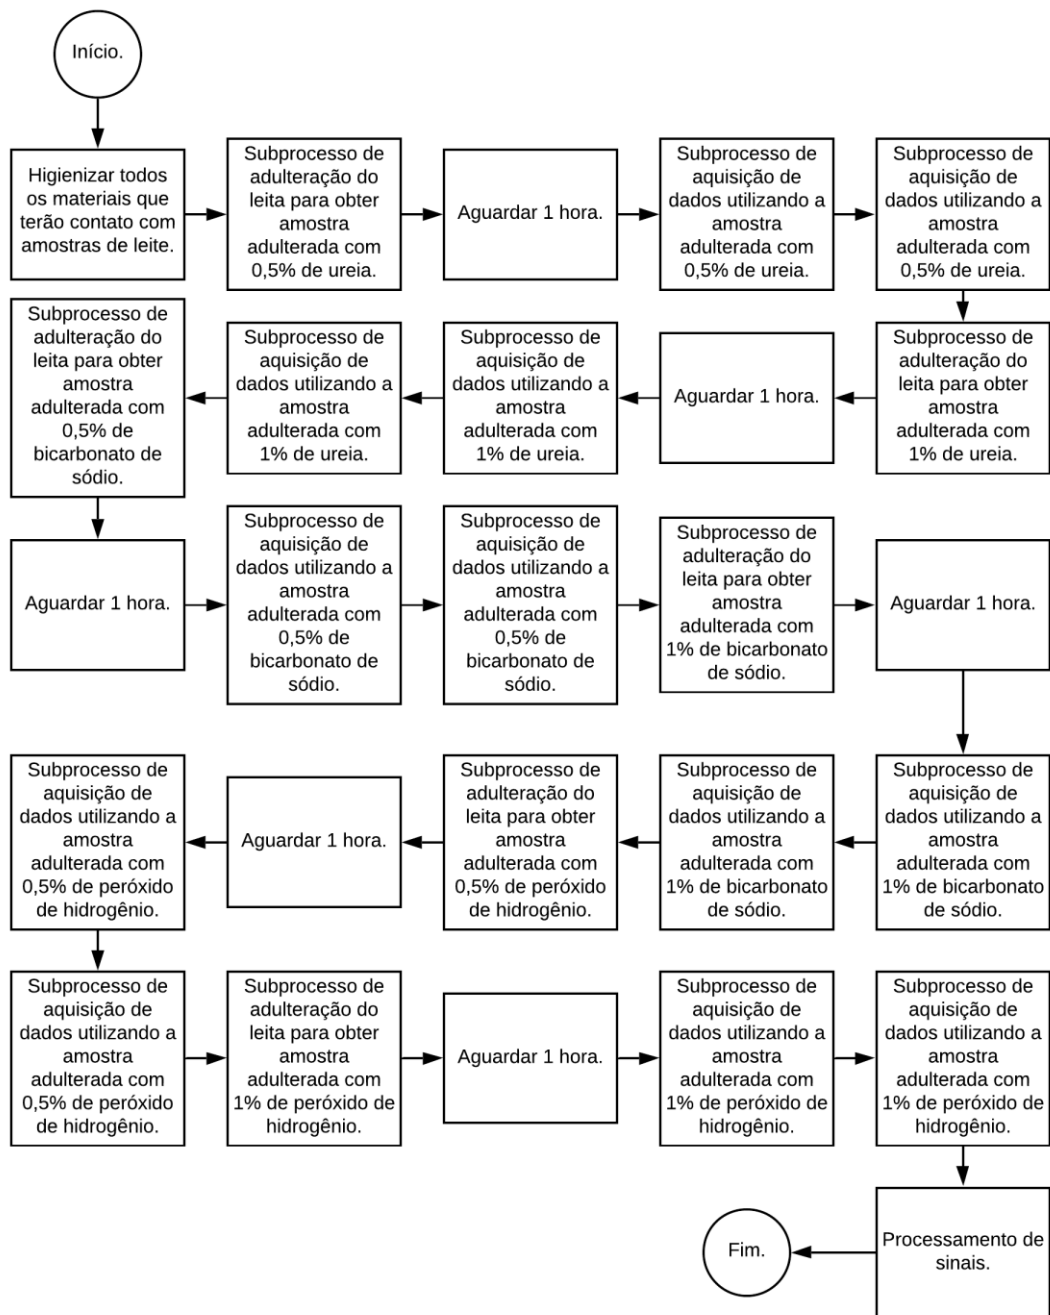 Início.
Higienizar todos
os materiais que
terão contato com
amostras de leite.
Subprocesso de
adulteração do
leita para obter
amostra
adulterada com
0,5% de ureia.
Aguardar 1 hora.
Subprocesso de
aquisição de
dados utilizando a
amostra
adulterada com
0,5% de ureia.
Subprocesso de
aquisição de
dados utilizando a
amostra
adulterada com
0,5% de ureia.
Subprocesso de
adulteração do
leita para obter
amostra
adulterada com
1% de ureia.
Aguardar 1 hora.
Subprocesso de
aquisição de
dados utilizando a
amostra
adulterada com
1% de ureia.
Subprocesso de
aquisição de
dados utilizando a
amostra
adulterada com
1% de ureia.
Subprocesso de
adulteração do
leita para obter
amostra
adulterada com
0,5% de
bicarbonato de
sódio.
Aguardar 1 hora.
Subprocesso de
aquisição de
dados utilizando a
amostra
adulterada com
0,5% de
bicarbonato de
sódio.
Subprocesso de
aquisição de
dados utilizando a
amostra
adulterada com
0,5% de
bicarbonato de
sódio.
Subprocesso de
adulteração do
leita para obter
amostra
adulterada com
1% de bicarbonato
de sódio.
Aguardar 1 hora.
Subprocesso de
aquisição de
dados utilizando a
amostra
adulterada com
1% de bicarbonato
de sódio.
Subprocesso de
aquisição de
dados utilizando a
amostra
adulterada com
1% de bicarbonato
de sódio.
Subprocesso de
adulteração do
leita para obter
amostra
adulterada com
0,5% de peróxido
de hidrogênio.
Aguardar 1 hora.
Subprocesso de
aquisição de
dados utilizando a
amostra
adulterada com
0,5% de peróxido
de hidrogênio.
Subprocesso de
aquisição de
dados utilizando a
amostra
adulterada com
0,5% de peróxido
de hidrogênio.
Subprocesso de
adulteração do
leita para obter
amostra
adulterada com
1% de peróxido de
hidrogênio.
Aguardar 1 hora.
Subprocesso de
aquisição de
dados utilizando a
amostra
adulterada com
1% de peróxido de
hidrogênio.
Subprocesso de
aquisição de
dados utilizando a
amostra
adulterada com
1% de peróxido de
hidrogênio.
Processamento de
sinais.
Fim.